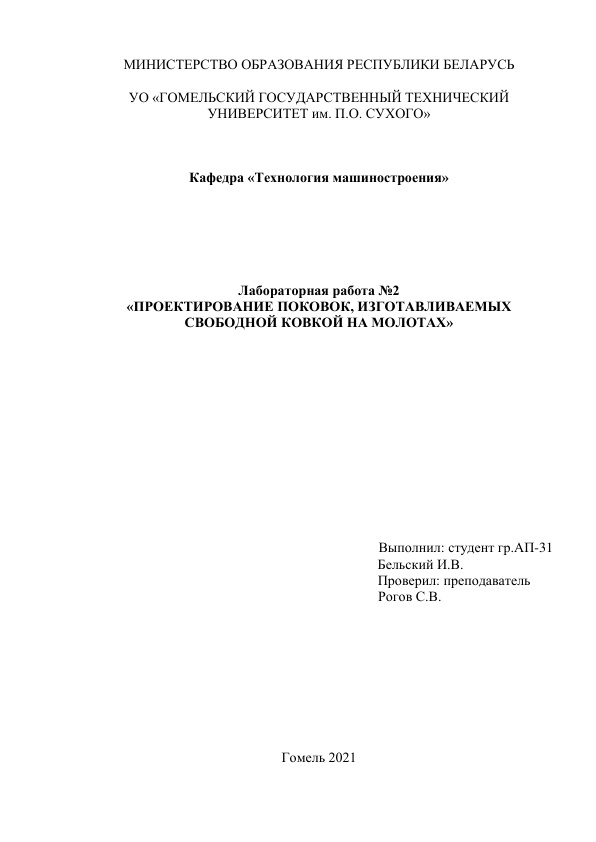 МИНИСТЕРСТВО ОБРАЗОВАНИЯ РЕСПУБЛИКИ БЕЛАРУСЬ
УО «ГОМЕЛЬСКИЙ ГОСУДАРСТВЕННЫЙ ТЕХНИЧЕСКИЙ
УНИВЕРСИТЕТ им. П.О. СУХОГО»
Кафедра «Технология машиностроения»
Лабораторная работа №2
«ПРОЕКТИРОВАНИЕ ПОКОВОК, ИЗГОТАВЛИВАЕМЫХ
СВОБОДНОЙ КОВКОЙ НА МОЛОТАХ»
Выполнил: студент гр.АП-31
Бельский И.В.
Проверил: преподаватель
Рогов С.В.
Гомель 2021